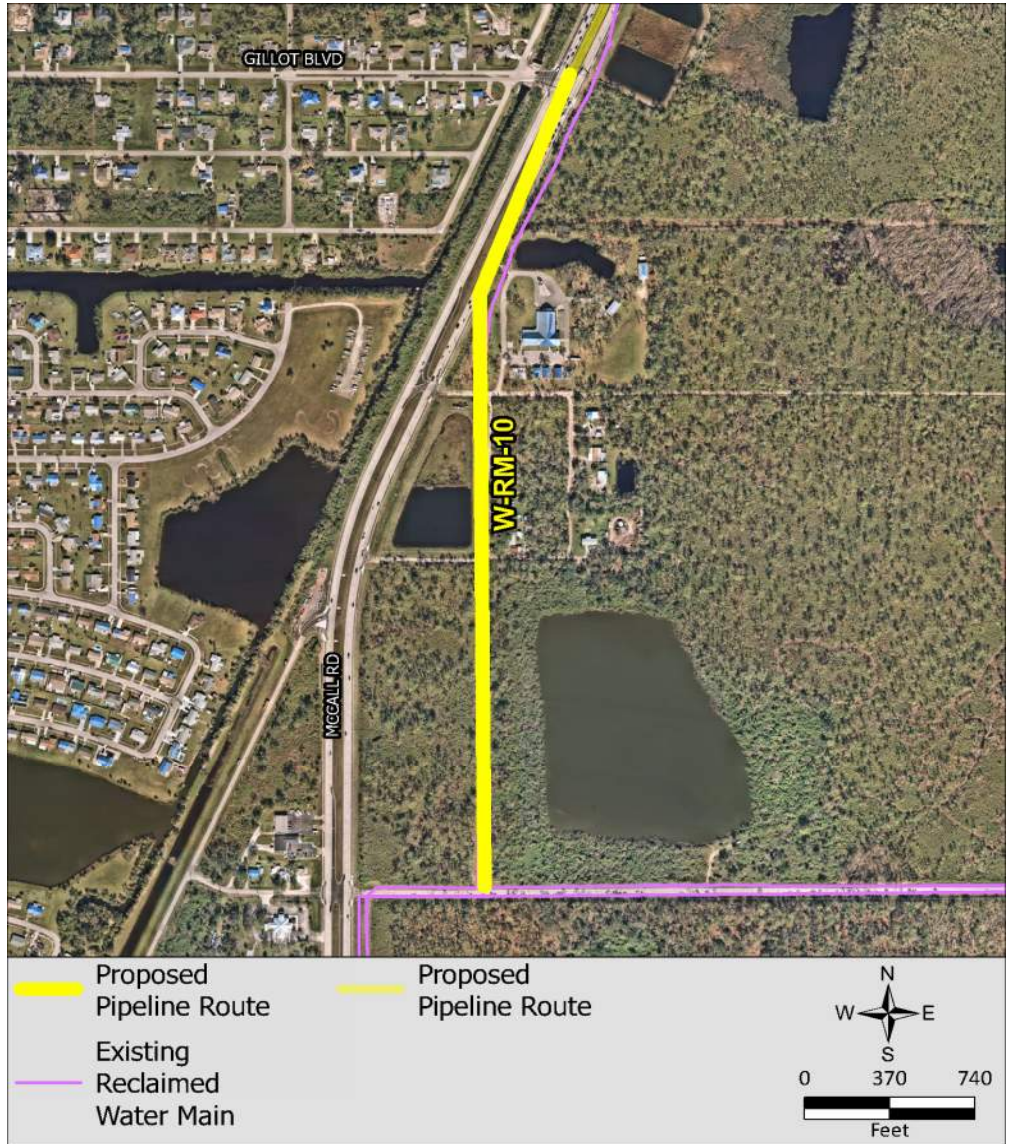 GILLOT BLVD
W-RM-10
MCCALL RD
Proposed
Pipeline Route
Proposed
Pipeline Route
Existing
Reclaimed
Water Main
N
W E
S
0 370 740
Feet